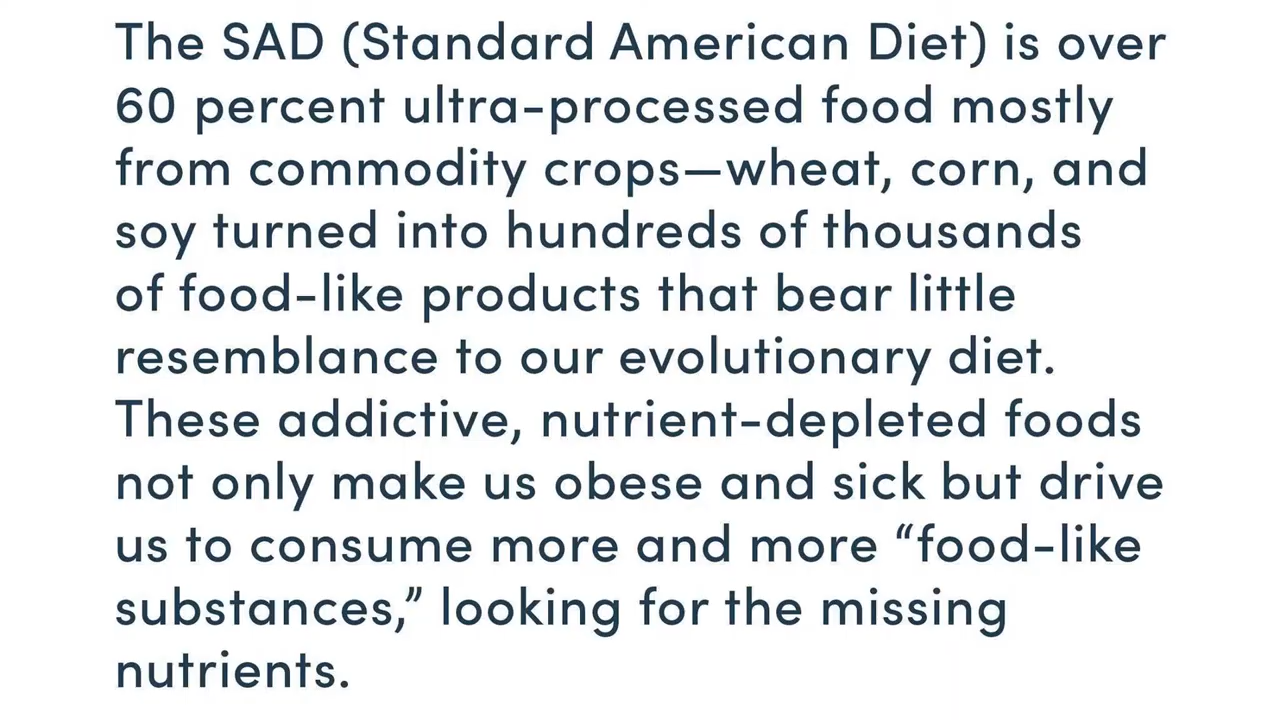 The SAD (Standard American Diet) is over
60 percent ultra-processed food mostly
from commodity crops—wheat, corn, and
soy turned into hundreds of thousands
of food-like products that bear little
resemblance to our evolutionary diet.
These addictive, nutrient-depleted foods
not only make us obese and sick but drive
us to consume more and more “food-like
substances,” looking for the missing
nutrients.